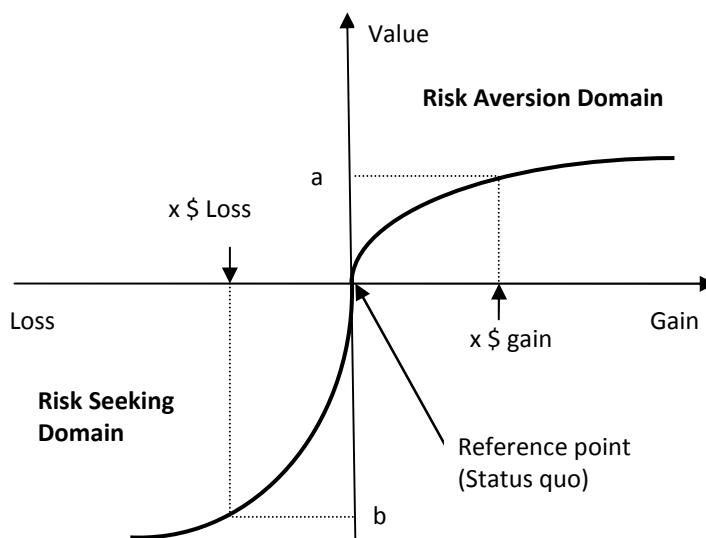 Value
Risk Aversion Domain
a
x $ Loss
Loss
Gain
x $ gain
Risk Seeking
Domain
Reference point
(Status quo)
b